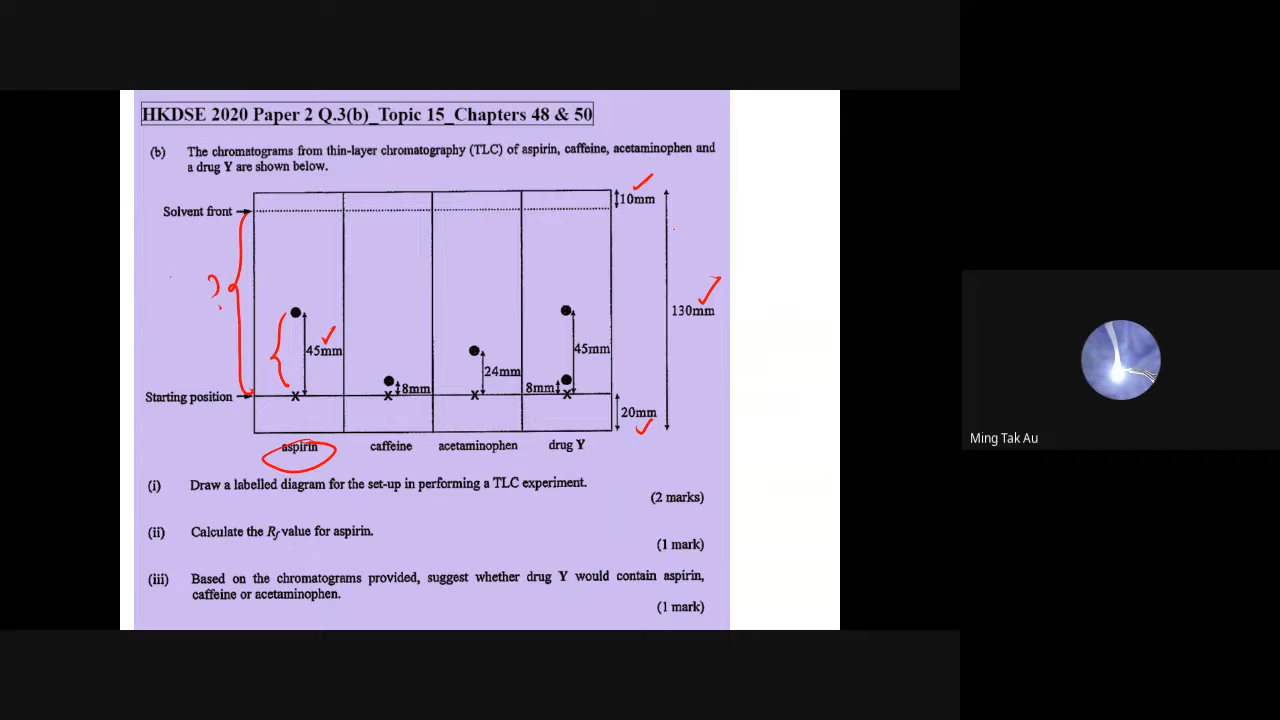 HKDSE 2020 Paper 2 Q.3(b)_Topic 15_Chapters 48 & 50
(b) The chromatograms from thin-layer chromatography (TLC) of aspirin, caffeine, acetaminophen and
a drug Y are shown below.
10mm
Solvent front
?
130mm
45mm
45mm
24mm
8mm
8mm
Starting position
x x x x
20mm
aspirin caffeine acetaminophen drug Y
(i) Draw a labelled diagram for the set-up in performing a TLC experiment.
(2 marks)
(ii) Calculate the Rf value for aspirin.
(1 mark)
(iii) Based on the chromatograms provided, suggest whether drug Y would contain aspirin,
caffeine or acetaminophen.
(1 mark)
Ming Tak Au